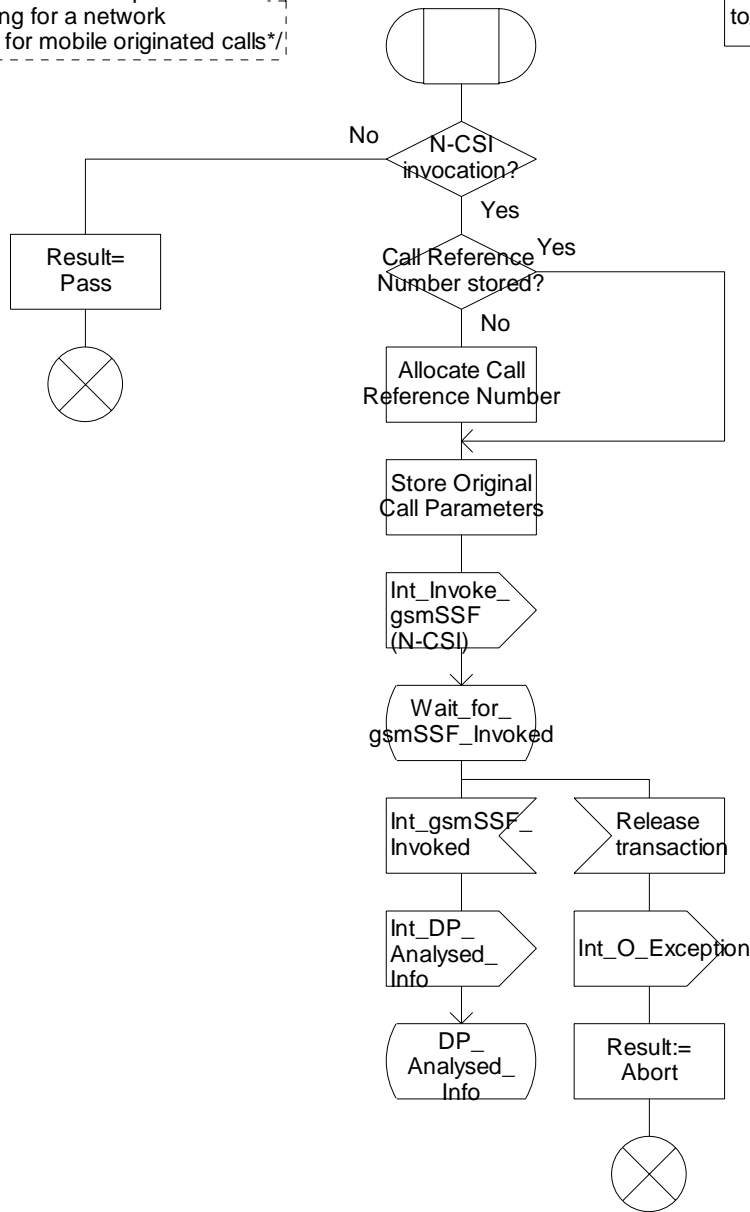 ng for a network
for mobile originated calls*/
to
No
N-CSI
invocation?
Yes
Result=
Pass
Call Reference
Number stored?
Yes
No
Allocate Call
Reference Number
Store Original
Call Parameters
Int_Invoke_
gsmSSF
(N-CSI)
Wait_for_
gsmSSF_Invoked
Int_gsmSSF_
Invoked
Release
transaction
Int_DP_
Analysed_
Info
Int_O_Exception
DP_
Analysed_
Info
Result:=
Abort